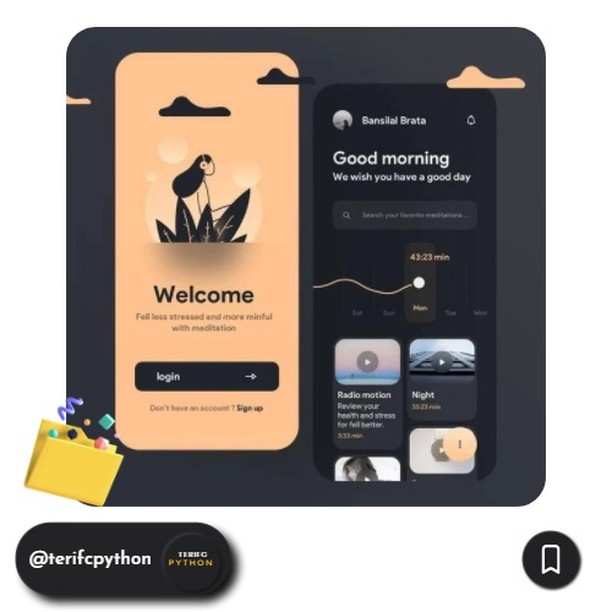 Welcome
Fell less stressed and more minful
with meditation
login
Don't have an account ? Sign up
Bansilal Brata
Good morning
We wish you have a good day
Search your favorite meditations...
43:23 min
Sat Sun Mon Tue Wen
Radio motion
Review your
health and stress
for fell better.
3:33 min
Night
33:23 min
@terifcpython
TERIFC
PYTHON